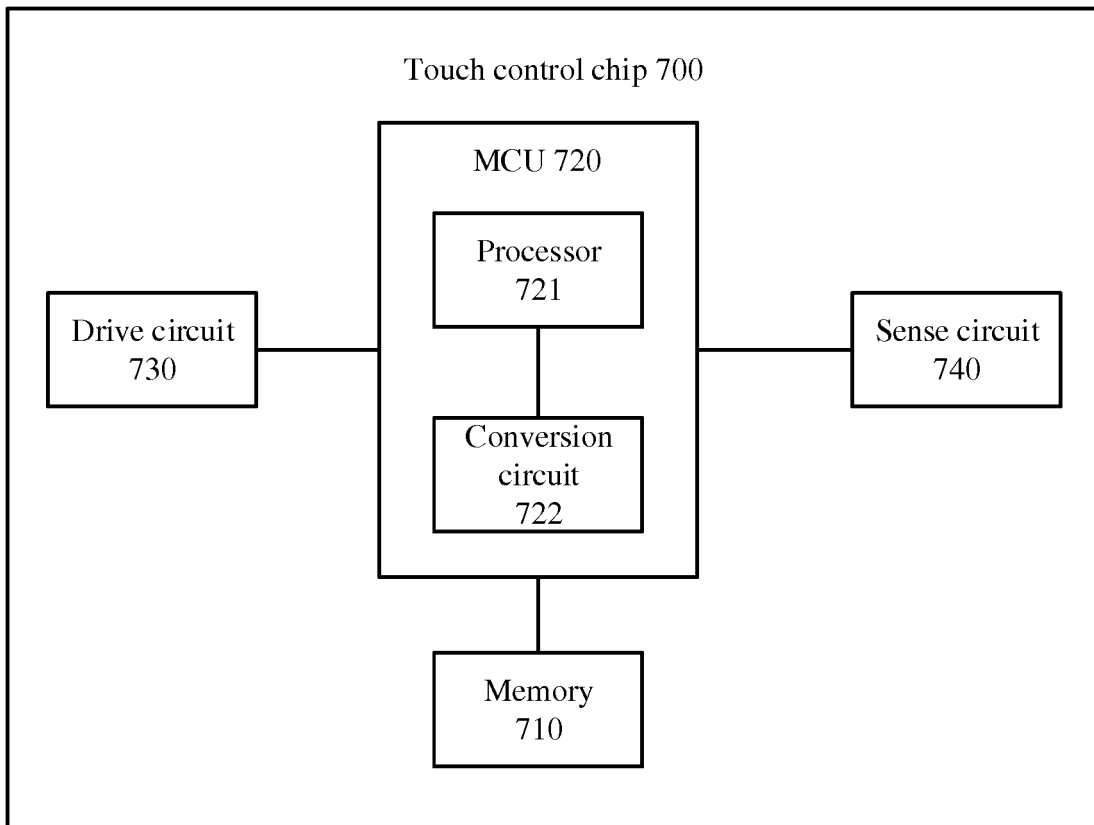 Touch control chip 700
MCU 720
Processor
721
Drive circuit
730
Sense circuit
740
Conversion
circuit
722
Memory
710